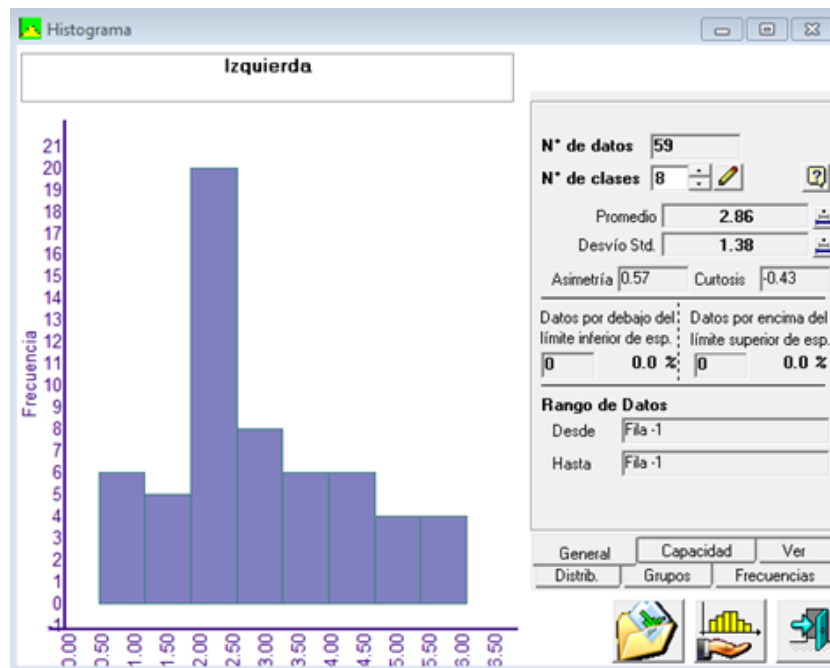 Histograma
Izquierda
21
20
19
18
17
16
15
14
13
12
11
10
9
8
7
6
5
4
3
2
1
0
-1
Frecuencia
0.00
0.50
1.00
1.50
2.00
2.50
3.00
3.50
4.00
4.50
5.00
5.50
6.00
6.50
N° de datos 59
N° de clases 8
Promedio 2.86
Desvío Std. 1.38
Asimetría 0.57 Curtosis -0.43
Datos por debajo del Datos por encima del
límite inferior de esp. límite superior de esp.
0 0.0 % 0 0.0 %
Rango de Datos
Desde Fila -1
Hasta Fila -1
General Capacidad Ver
Distrib. Grupos Frecuencias